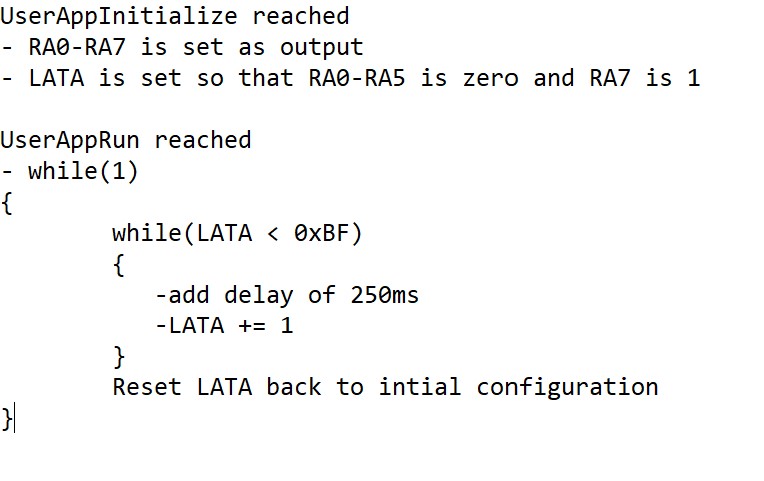 UserAppInitialize reached
- RA0-RA7 is set as output
- LATA is set so that RA0-RA5 is zero and RA7 is 1

UserAppRun reached
- while(1)
{
        while(LATA < 0xBF)
        {
           -add delay of 250ms
           -LATA += 1
        }
        Reset LATA back to intial configuration
}